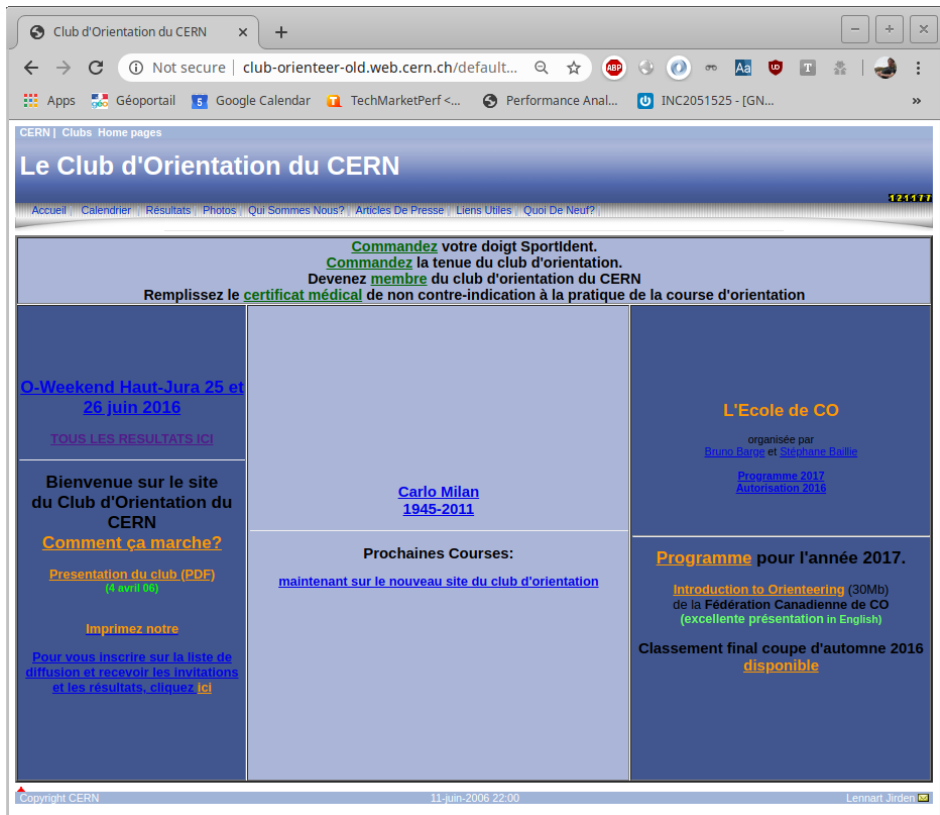 Club d'Orientation du CERN
Not secure | club-orienteer-old.web.cern.ch/default...
ABP
Aa
UD
T
Apps
Géoportail
5
Google Calendar
TechMarketPerf <...
Performance Anal...
INC2051525 - [GN...
»
CERN | Clubs Home pages
Le Club d'Orientation du CERN
121177
Accueil | Calendrier | Résultats | Photos | Qui Sommes Nous? | Articles De Presse | Liens Utiles | Quoi De Neuf? |
Commandez votre doigt SportIdent.
Commandez la tenue du club d'orientation.
Devenez membre du club d'orientation du CERN
Remplissez le certificat médical de non contre-indication à la pratique de la course d'orientation
O-Weekend Haut-Jura 25 et
26 juin 2016
TOUS LES RESULTATS ICI
Bienvenue sur le site
du Club d'Orientation du
CERN
Comment ça marche?
Presentation du club (PDF)
(4 avril 06)
Imprimez notre
Pour vous inscrire sur la liste de
diffusion et recevoir les invitations
et les résultats, cliquez ici
Carlo Milan
1945-2011
Prochaines Courses:
maintenant sur le nouveau site du club d'orientation
L'Ecole de CO
organisée par
Bruno Barge et Stéphane Baillie
Programme 2017
Autorisation 2016
Programme pour l'année 2017.
Introduction to Orienteering (30Mb)
de la Fédération Canadienne de CO
(excellente présentation in English)
Classement final coupe d'automne 2016
disponible
Copyright CERN
11-juin-2006 22:00
Lennart Jirden